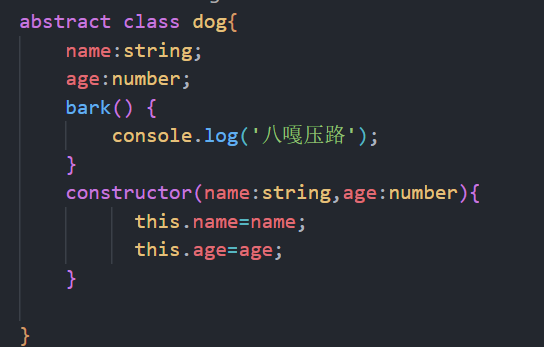 abstract class dog{
name:string;
age:number;
bark() {
console.log('八嘎压路');
}
constructor(name:string,age:number){
this.name=name;
this.age=age;
}
}